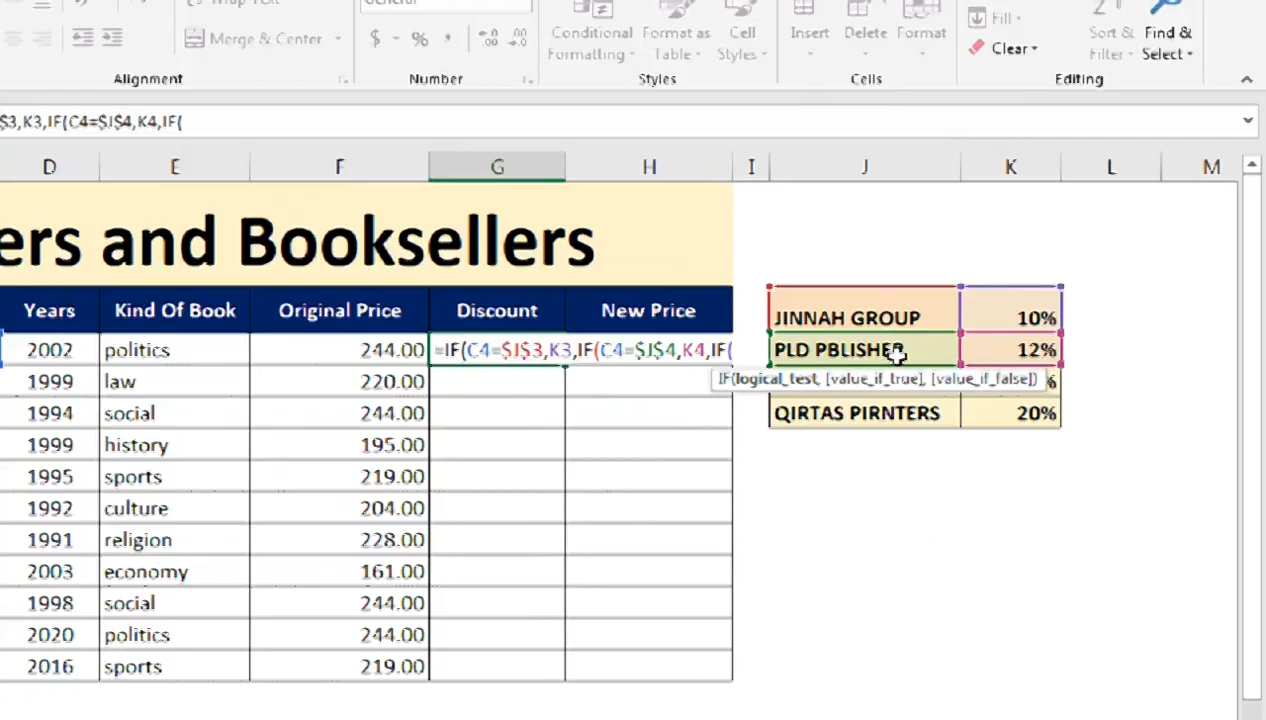 General
Merge & Center
$ % ,
Conditional Formatting
Format as Table
Cell Styles
Insert
Delete
Format
Fill
Clear
Sort & Filter
Find & Select
Alignment
Number
Styles
Cells
Editing
$3,K3,IF(C4=$J$4,K4,IF(
D E F G H I J K L M
ers and Booksellers
Years Kind Of Book Original Price Discount New Price
JINNAH GROUP 10%
2002 politics 244.00 =IF(C4=$J$3,K3,IF(C4=$J$4,K4,IF(
PLD PBLISHER 12%
1999 law 220.00
IF(logical_test, [value_if_true], [value_if_false])
%
1994 social 244.00
QIRTAS PIRNTERS 20%
1999 history 195.00
1995 sports 219.00
1992 culture 204.00
1991 religion 228.00
2003 economy 161.00
1998 social 244.00
2020 politics 244.00
2016 sports 219.00